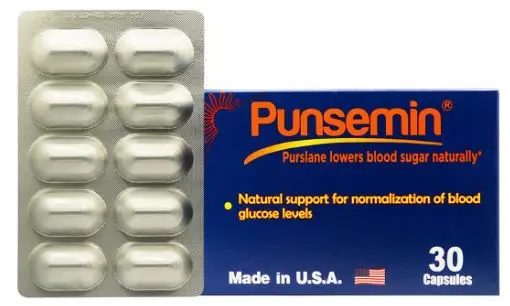 Punsemin®
Purslane lowers blood sugar naturally*
• Natural support for normalization of blood
glucose levels
Made in U.S.A.
30
Capsules